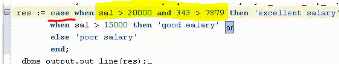 res := case when sal > 20000 and 343 > 7879 then 'excellent salary'
when sal > 15000 then 'good salary' or
else 'poor salary'
end;
dbms_output.put_line(res);